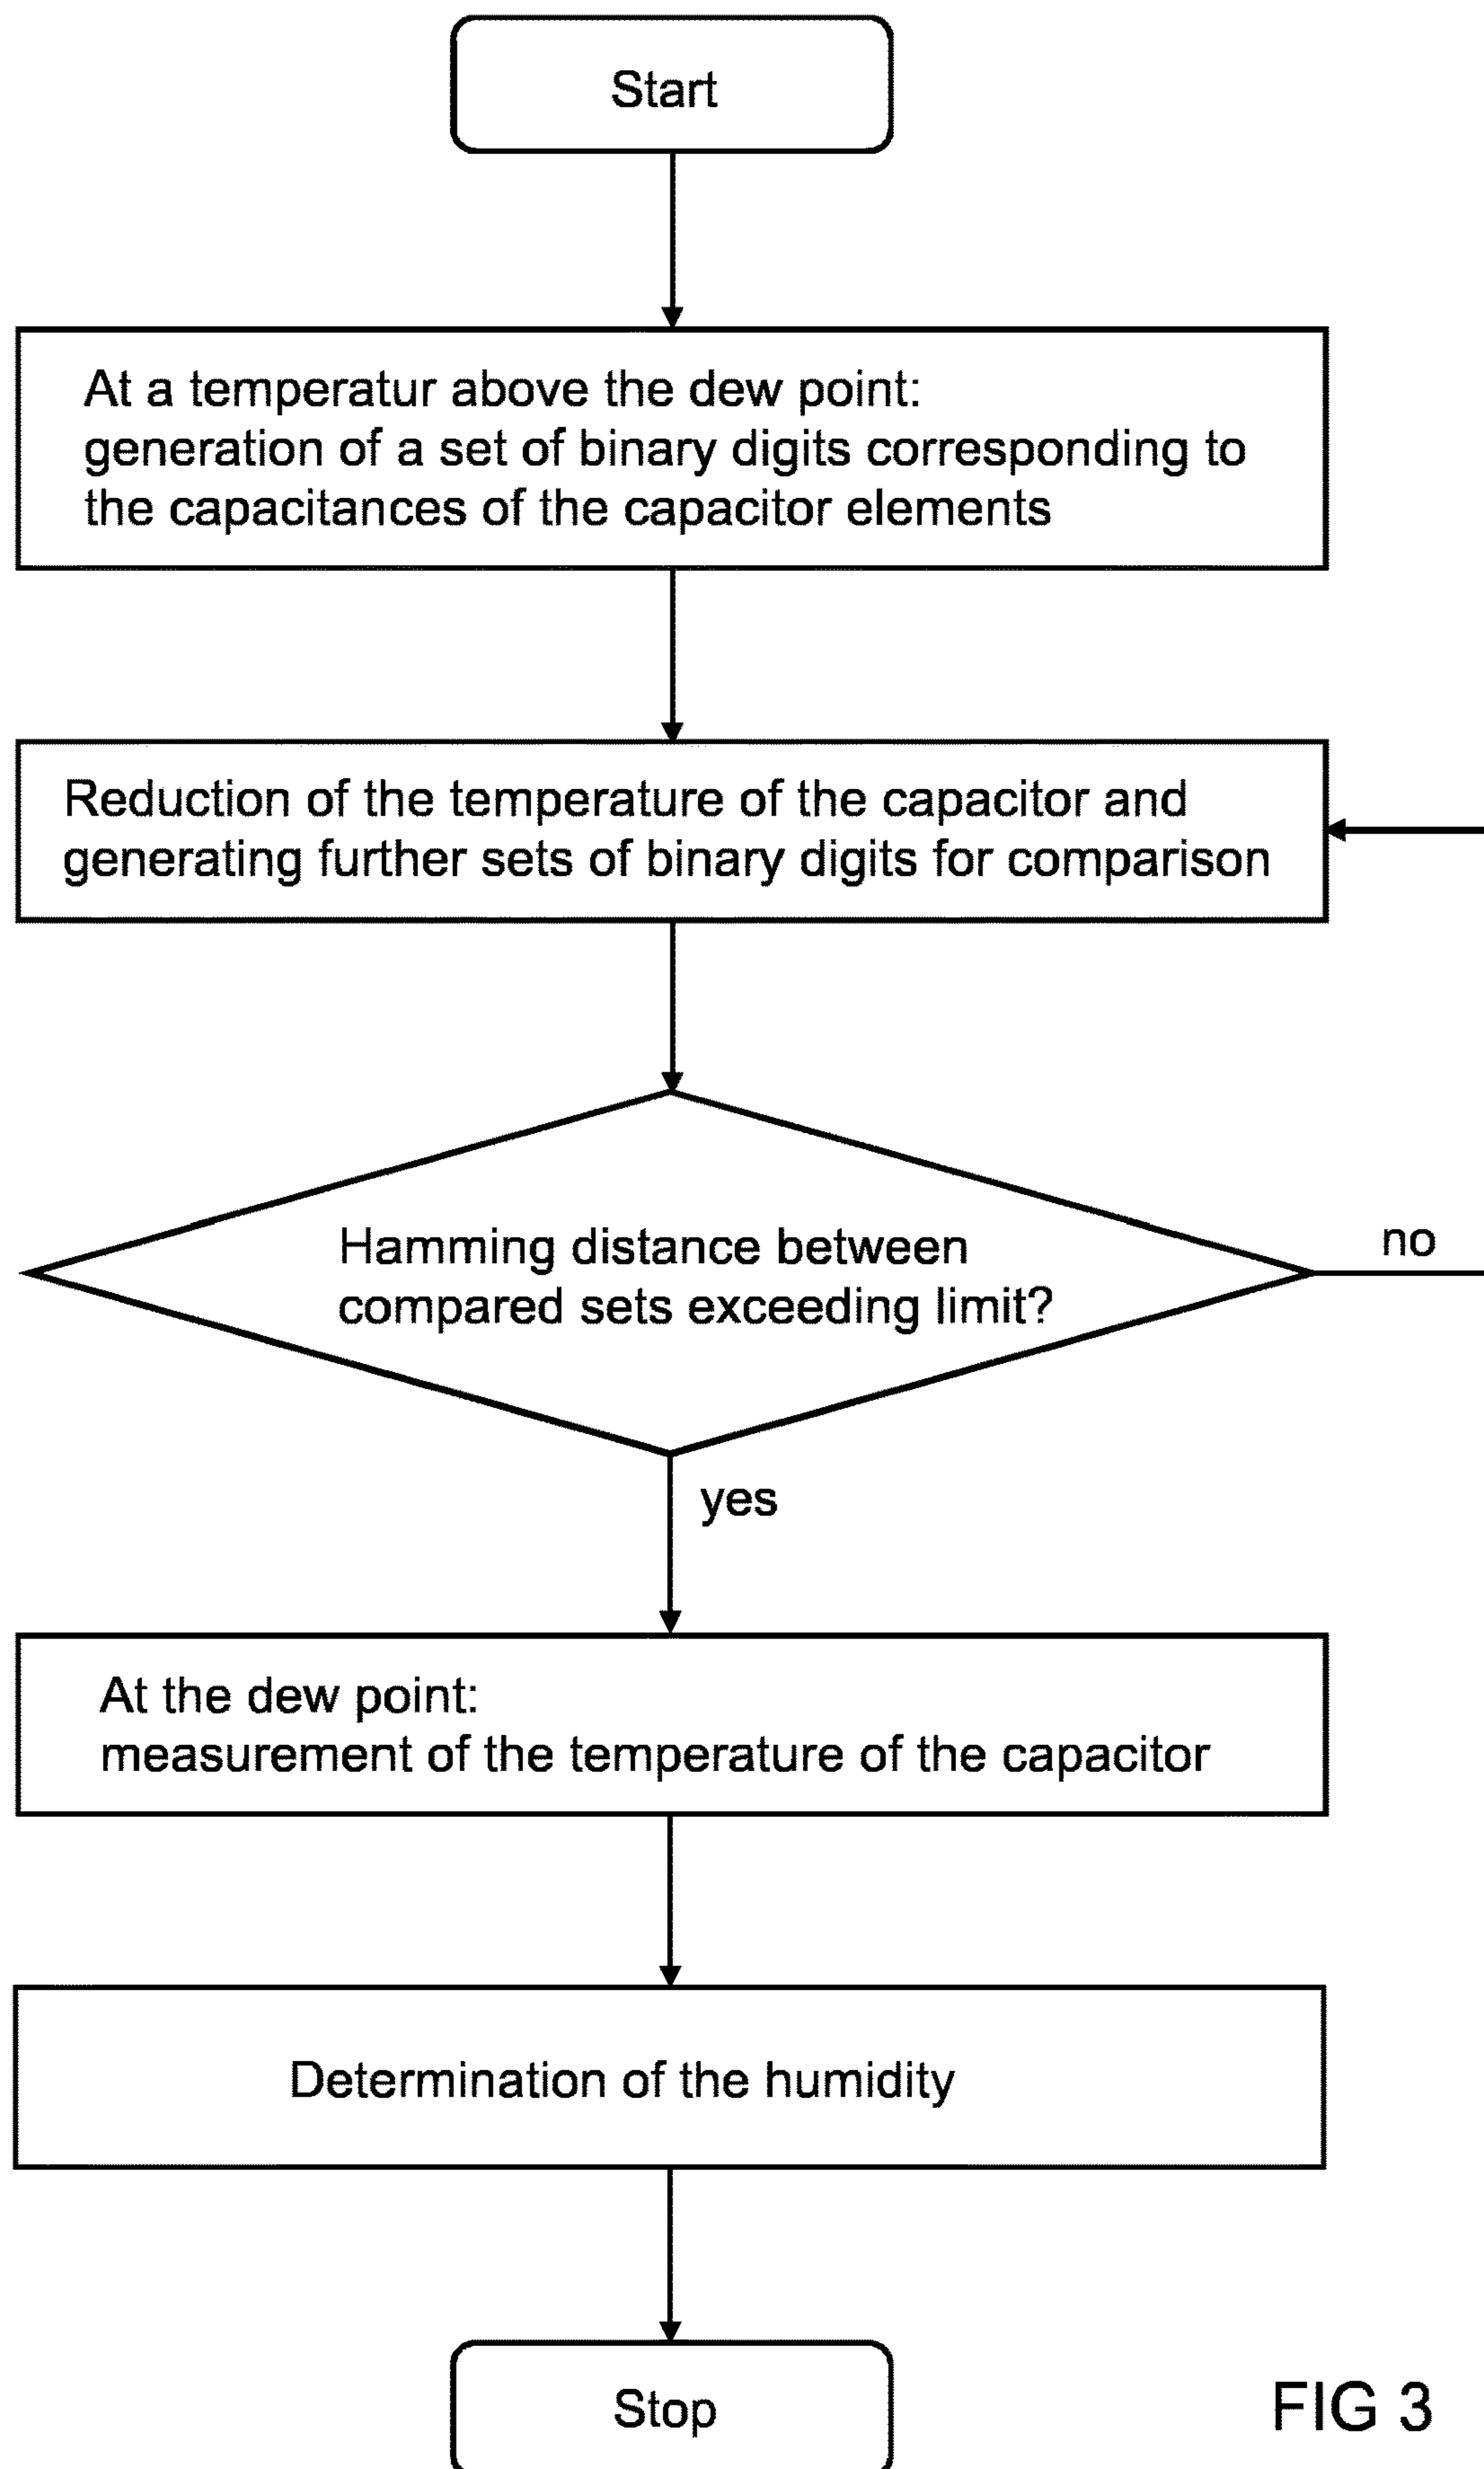 Start
At a temperatur above the dew point:
generation of a set of binary digits corresponding to
the capacitances of the capacitor elements
Reduction of the temperature of the capacitor and
generating further sets of binary digits for comparison
Hamming distance between
compared sets exceeding limit?
no
yes
At the dew point:
measurement of the temperature of the capacitor
Determination of the humidity
Stop
FIG 3